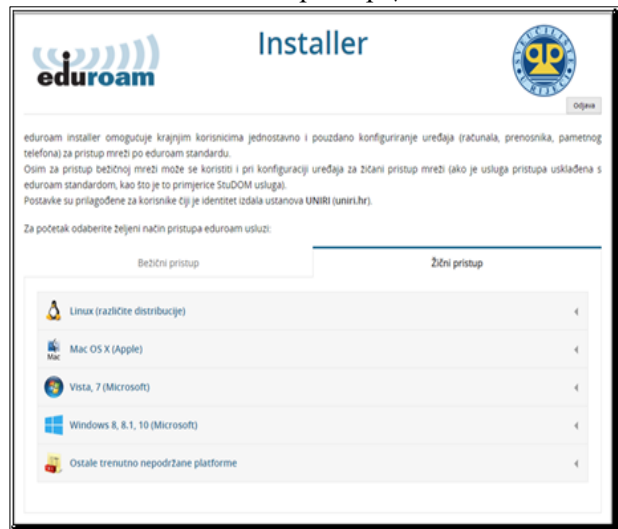 eduroam
Installer
SVEUČILIŠTE U RIJECI
Odjava
eduroam installer omogućuje krajnjim korisnicima jednostavno i pouzdano konfiguriranje uređaja (računala, prenosnika, pametnog
telefona) za pristup mreži po eduroam standardu.
Osim za pristup bežičnoj mreži može se koristiti i pri konfiguraciji uređaja za žičani pristup mreži (ako je usluga pristupa usklađena s
eduroam standardom, kao što je to primjerice StuDOM usluga).
Postavke su prilagođene za korisnike čiji je identitet izdala ustanova UNIRI (uniri.hr).
Za početak odaberite željeni način pristupa eduroam usluzi:
Bežični pristup
Žični pristup
Linux (različite distribucije)
Mac
Mac OS X (Apple)
Vista, 7 (Microsoft)
Windows 8, 8.1, 10 (Microsoft)
Ostale trenutno nepodržane platforme